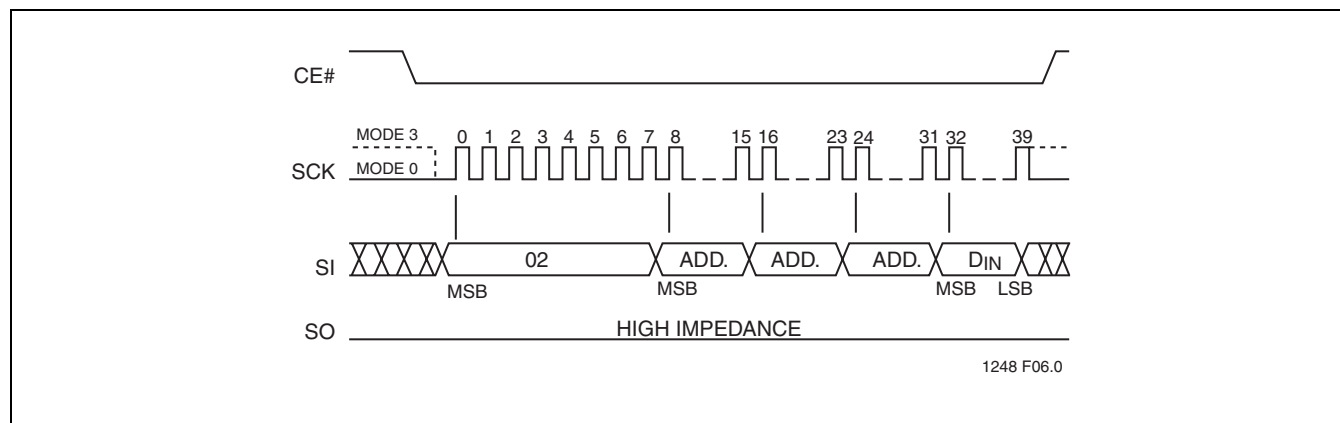 CE#
MODE 3
0 1 2 3 4 5 6 7 8 15 16 23 24 31 32 39
SCK
MODE 0
SI
02 ADD. ADD. ADD. DIN
MSB MSB MSB LSB
SO
HIGH IMPEDANCE
1248 F06.0